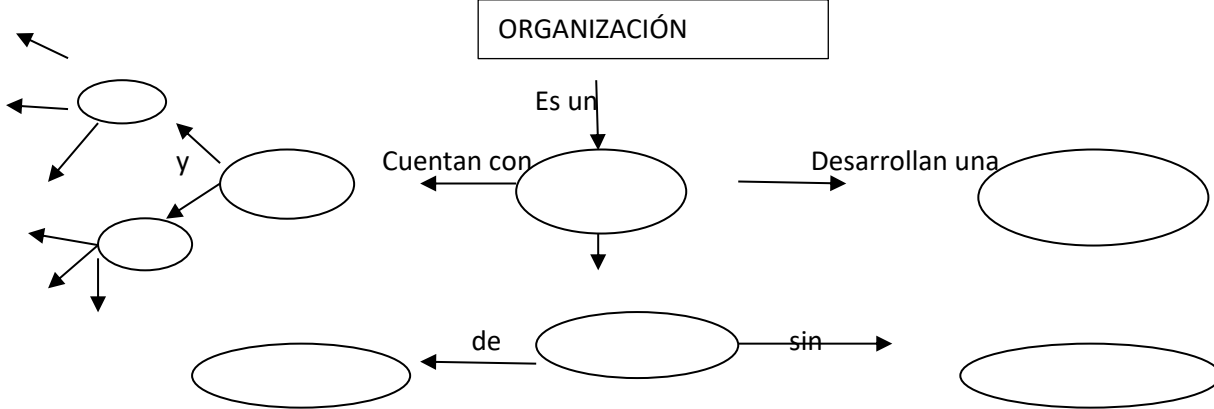 ORGANIZACIÓN
Es un
y
Cuentan con
Desarrollan una
de
sin